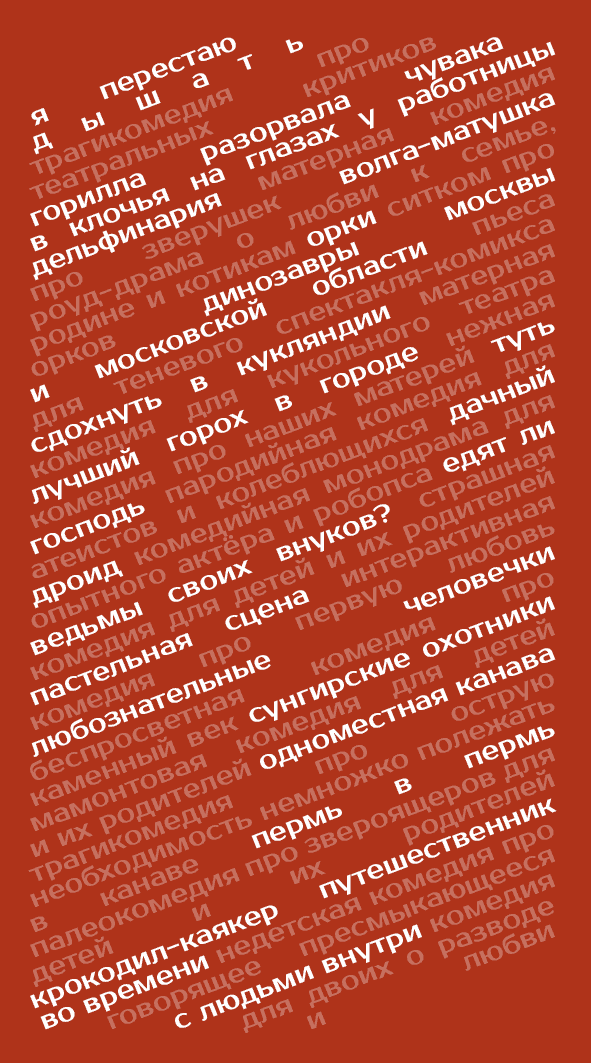 я перестаю
д ы ш а т ь
трагикомедия про
театральных критиков
горилла разорвала чувака
в клочья на глазах у работницы
дельфинария матерная комедия
про зверушек волга-матушка
роуд-драма о любви к семье,
родине и котикам орки ситком про
орков динозавры москвы
и московской области пьеса
для теневого спектакля-комикса
сдохнуть в кукляндии матерная
комедия для кукольного театра
лучший горох в городе нежная
комедия про наших матерей туть
господь пародийная комедия для
атеистов и колеблющихся дачный
дроид комедийная монодрама для
опытного актёра и робопса едят ли
ведьмы своих внуков? страшная
комедия для детей и их родителей
пастельная сцена интерактивная
комедия про первую любовь
любознательные человечки
беспросветная комедия про
каменный век сунгирские охотники
мамонтовая комедия для детей
и их родителей одноместная канава
трагикомедия про острую
необходимость немножко полежать
в канаве пермь в пермь
палеокомедия про звероящеров для
детей и их родителей
крокодил-каякер путешественник
во времени недетская комедия про
говорящее пресмыкающееся
с людьми внутри комедия
для двоих о разводе
и любви